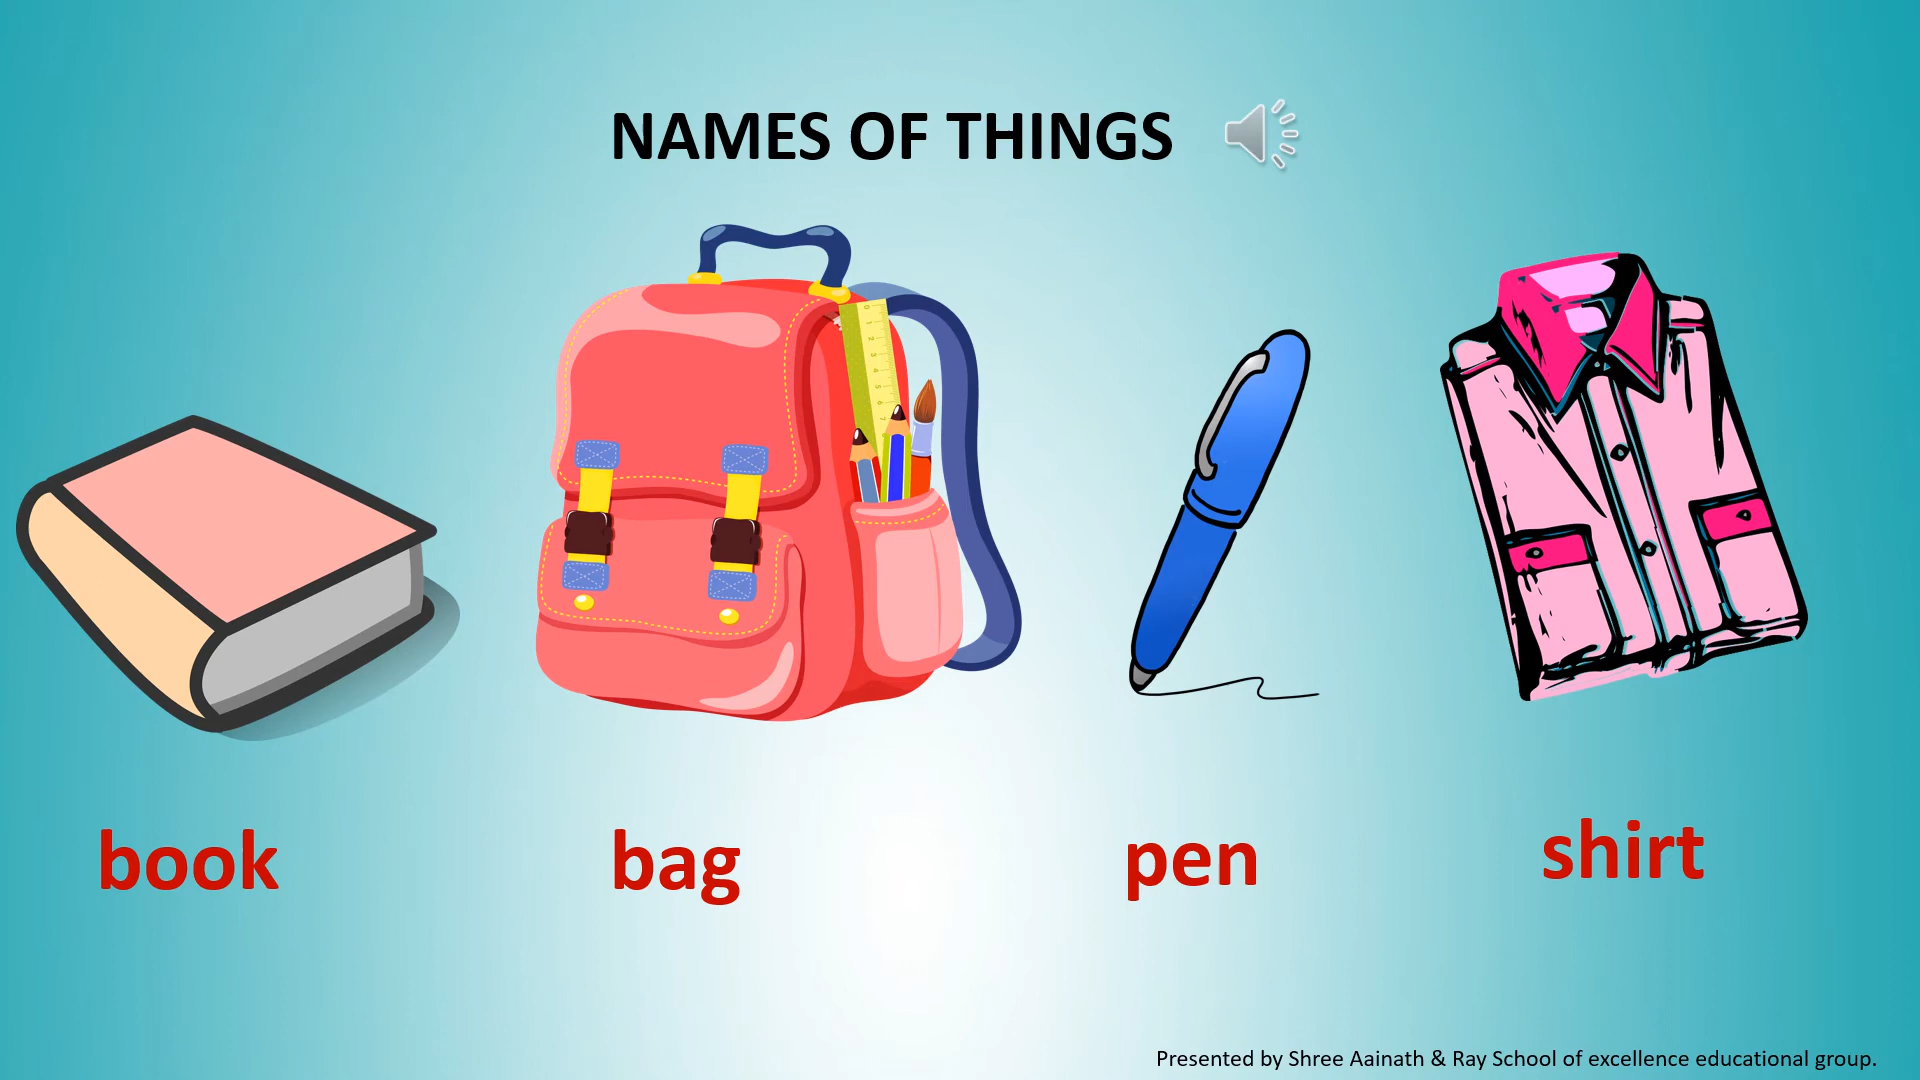 NAMES OF THINGS
book
bag
pen
shirt
Presented by Shree Aainath & Ray School of excellence educational group.